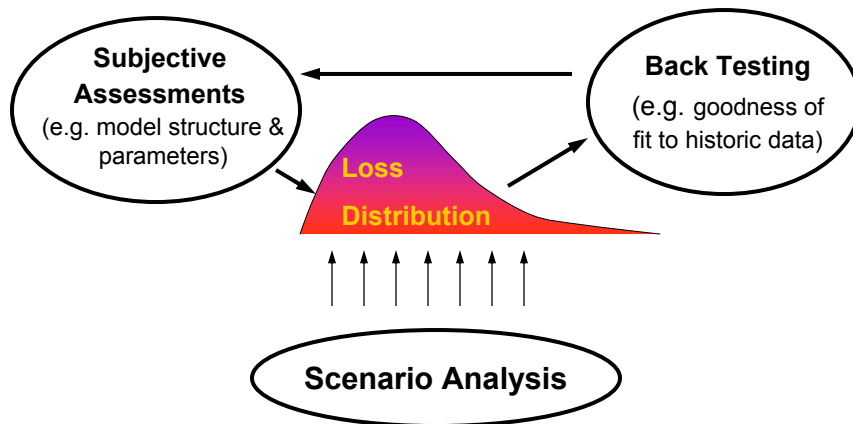 Subjective
Assessments
(e.g. model structure &
parameters)
Back Testing
(e.g. goodness of
fit to historic data)
Loss
Distribution
Scenario Analysis